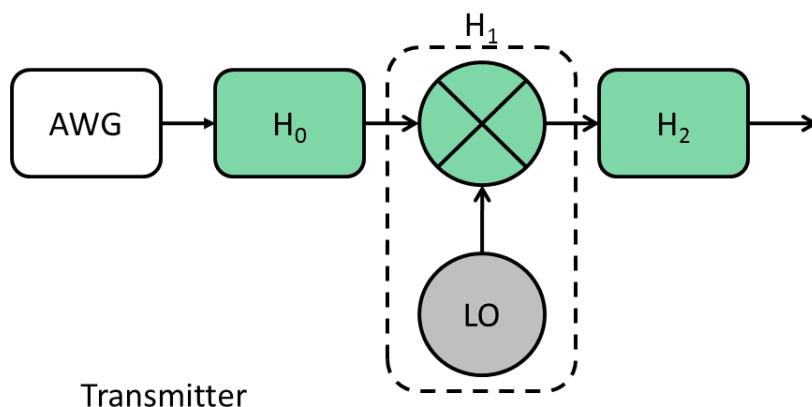 H₁
AWG
H₀
H₂
LO
Transmitter